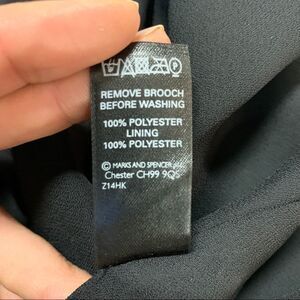 REMOVE BROOCH
BEFORE WASHING
100% POLYESTER
LINING
100% POLYESTER
© MARKS AND SPENCER
Chester CH99 9QS
Z14HK